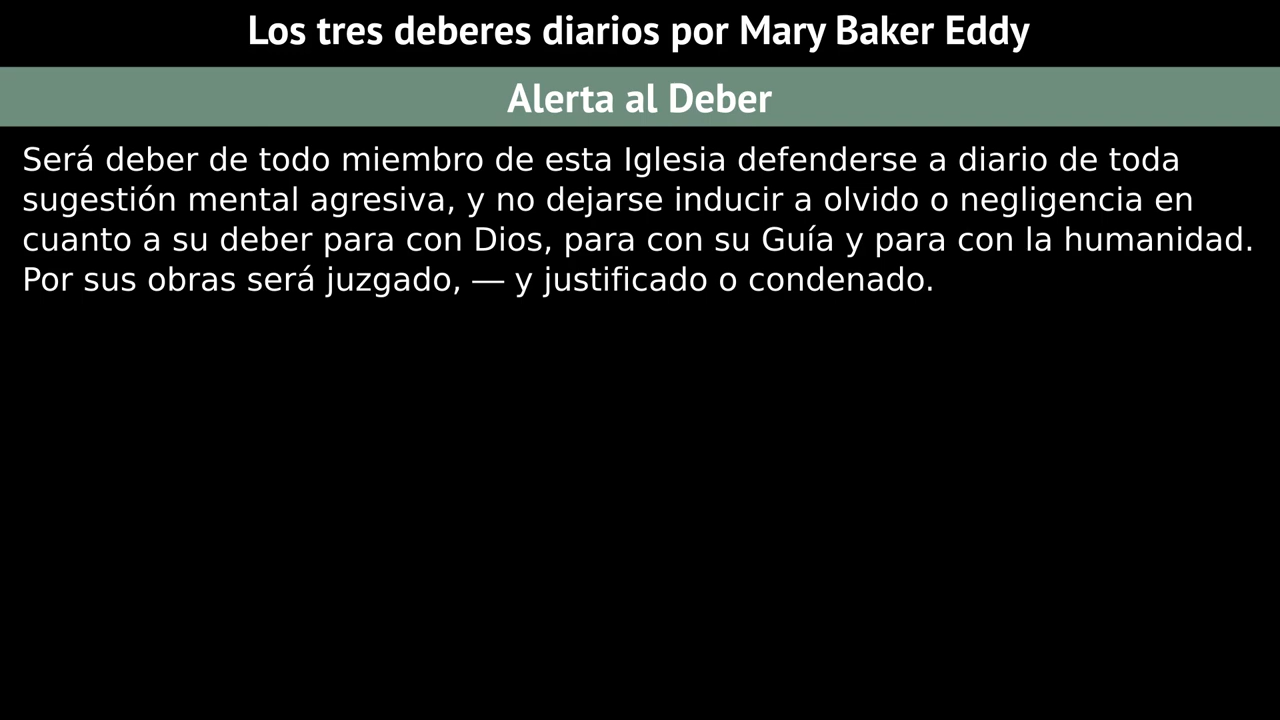 Los tres deberes diarios por Mary Baker Eddy
Alerta al Deber
Será deber de todo miembro de esta Iglesia defenderse a diario de toda
sugestión mental agresiva, y no dejarse inducir a olvido o negligencia en
cuanto a su deber para con Dios, para con su Guía y para con la humanidad.
Por sus obras será juzgado, — y justificado o condenado.